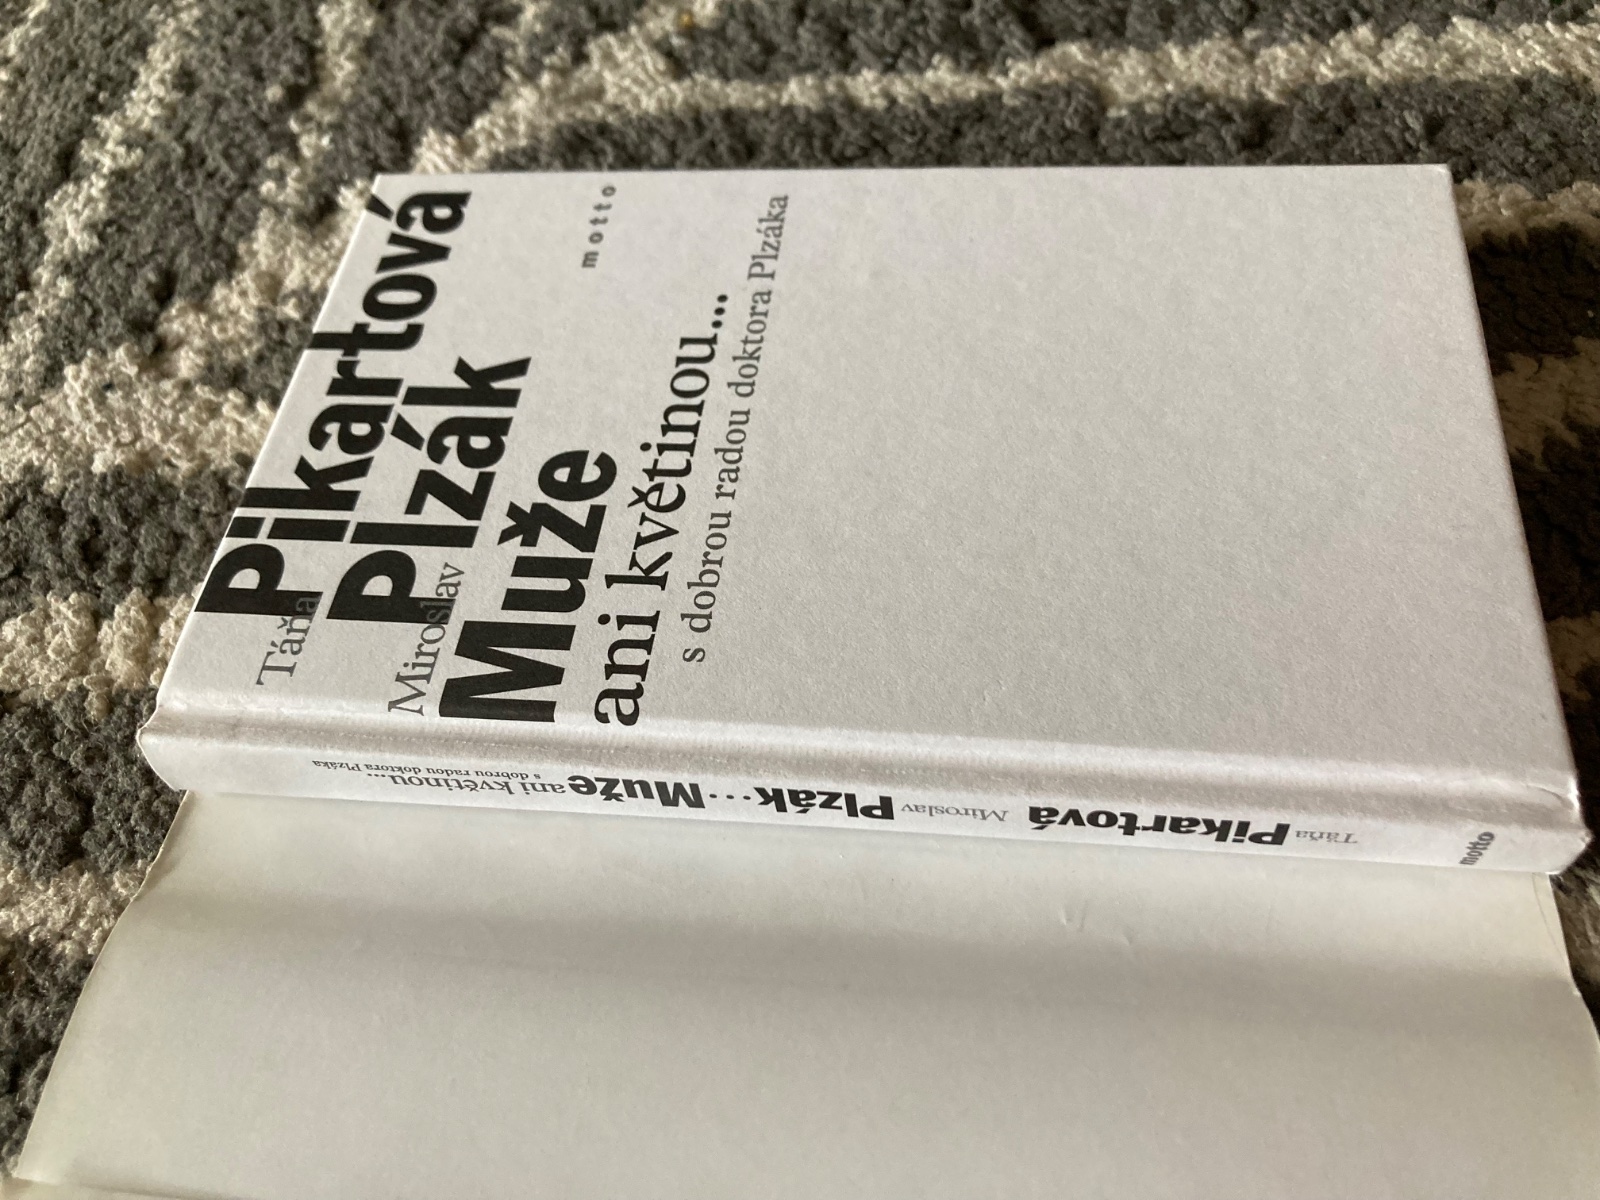 Táňa Pikartová
Miroslav Plzák
Muže
ani květinou...
s dobrou radou doktora Plzáka
motto
Táňa Pikartová Miroslav Plzák... Muže ani květinou...
s dobrou radou doktora Plzáka
motto